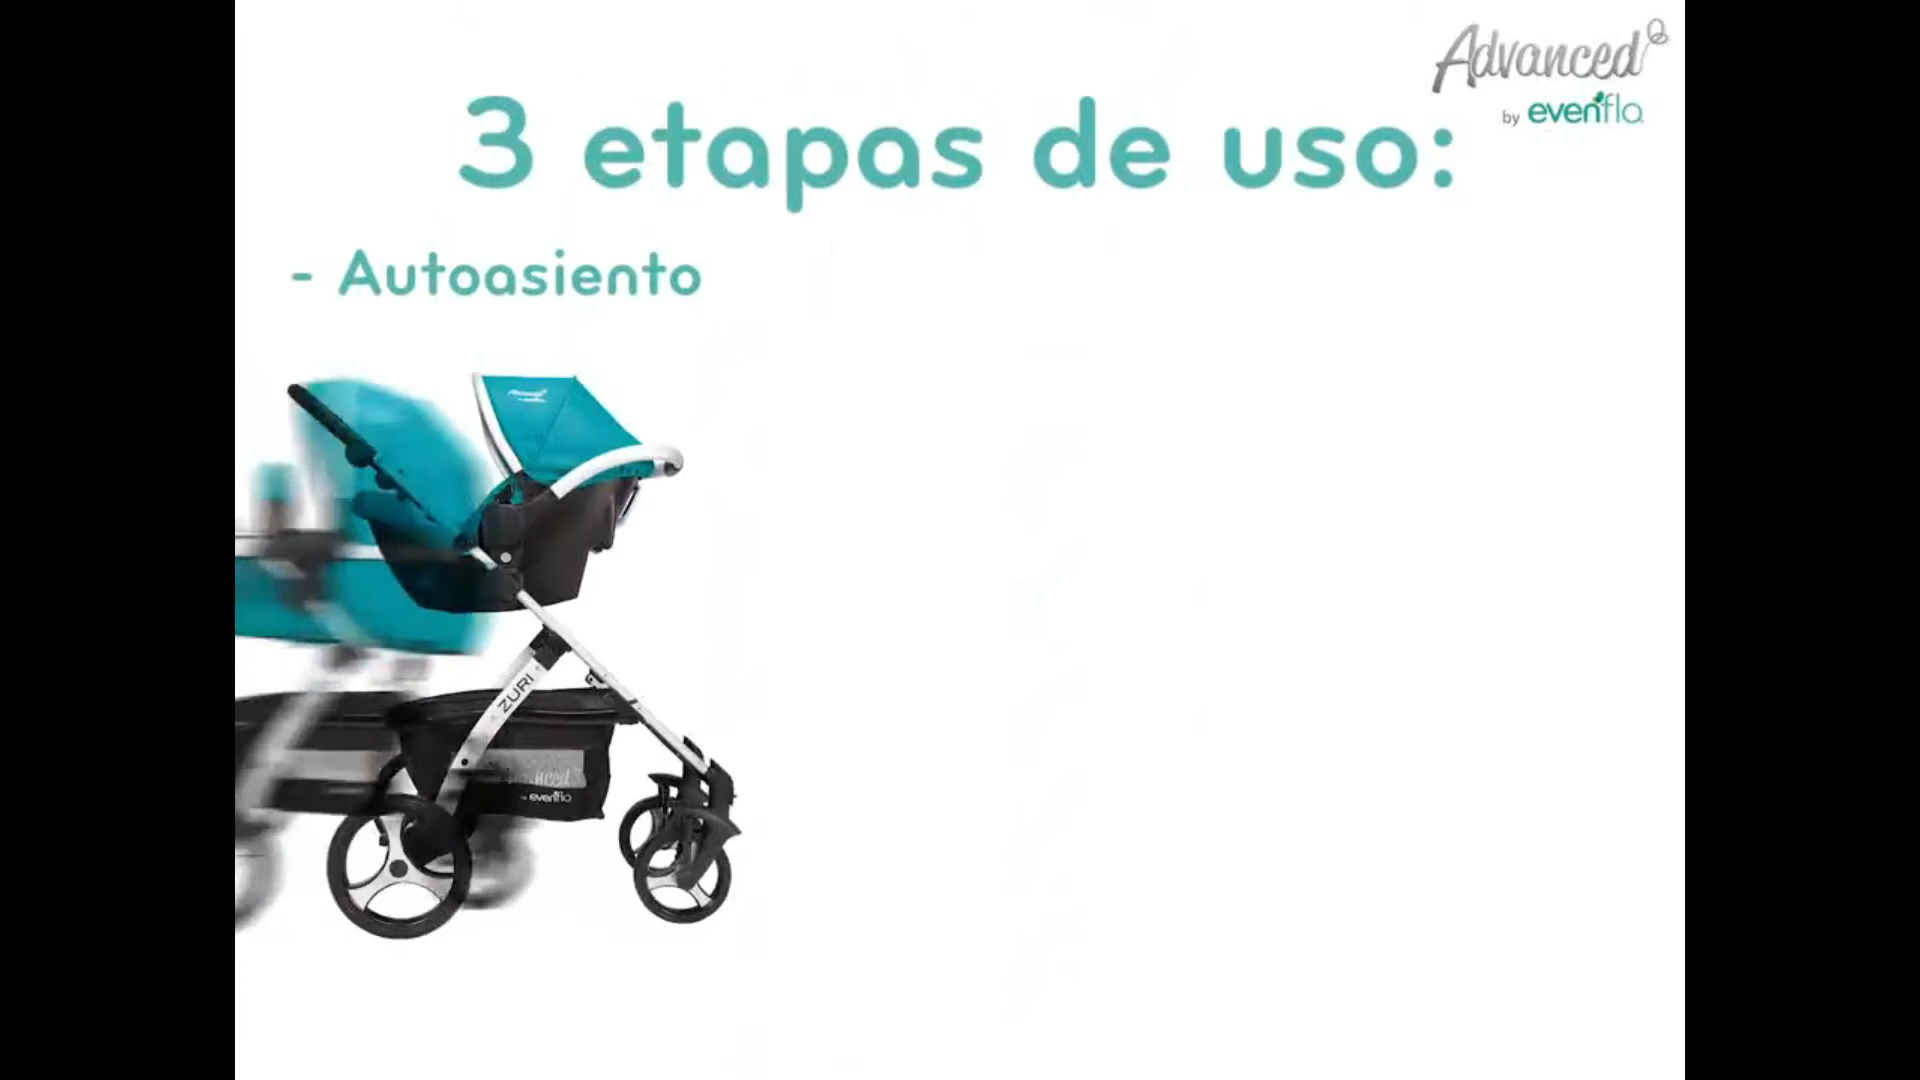 Advanced
by evenflo
3 etapas de uso:
- Autoasiento
ZURI
evenflo